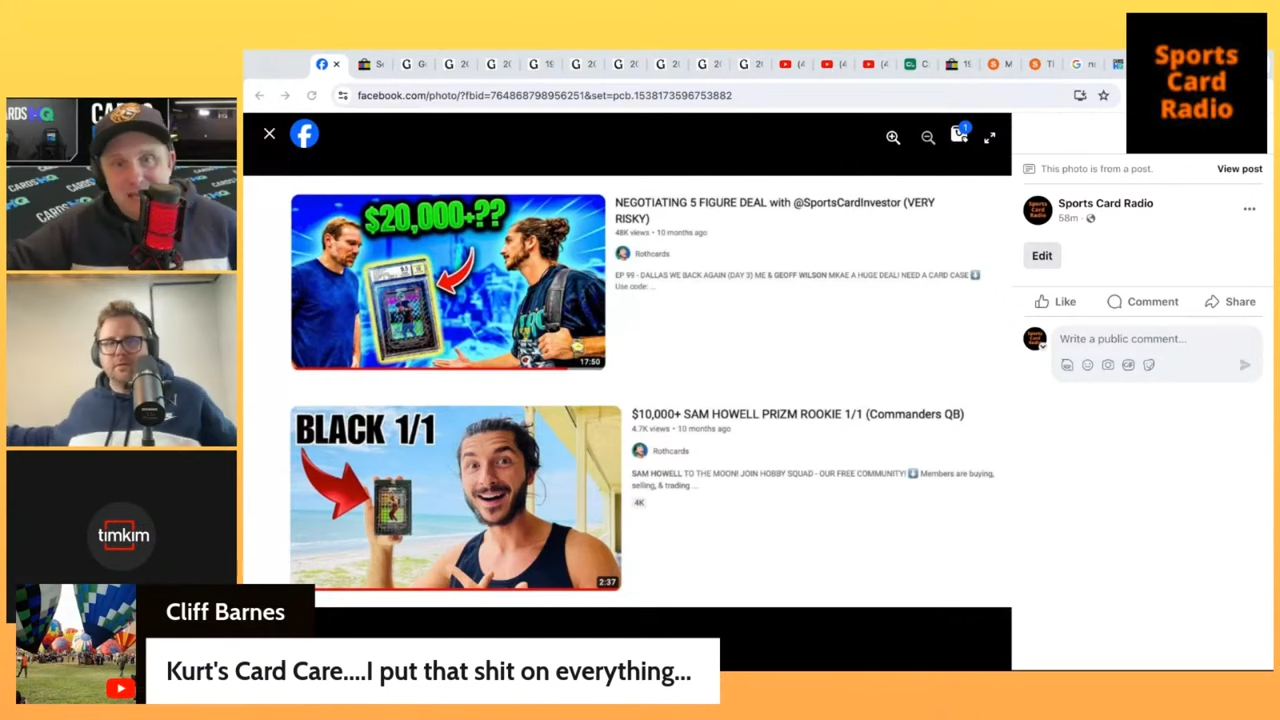 Sports
Card
Radio
facebook.com/photo/?fbid=764868798956251&set=pcb.1538173596753882
CARDS HQ
This photo is from a post.
View post
Sports Card Radio
58m
Edit
Like
Comment
Share
Write a public comment...
$20,000+??
17:50
NEGOTIATING 5 FIGURE DEAL with @SportsCardInvestor (VERY
RISKY)
48K views • 10 months ago
Rothcards
EP 99 - DALLAS WE BACK AGAIN (DAY 3) ME & GEOFF WILSON MKAE A HUGE DEAL! NEED A CARD CASE
Use code: ...
BLACK 1/1
2:37
$10,000+ SAM HOWELL PRIZM ROOKIE 1/1 (Commanders QB)
4.7K views • 10 months ago
Rothcards
SAM HOWELL TO THE MOON! JOIN HOBBY SQUAD - OUR FREE COMMUNITY! Members are buying,
selling, & trading ...
4K
timkim
Cliff Barnes
Kurt's Card Care....I put that shit on everything...